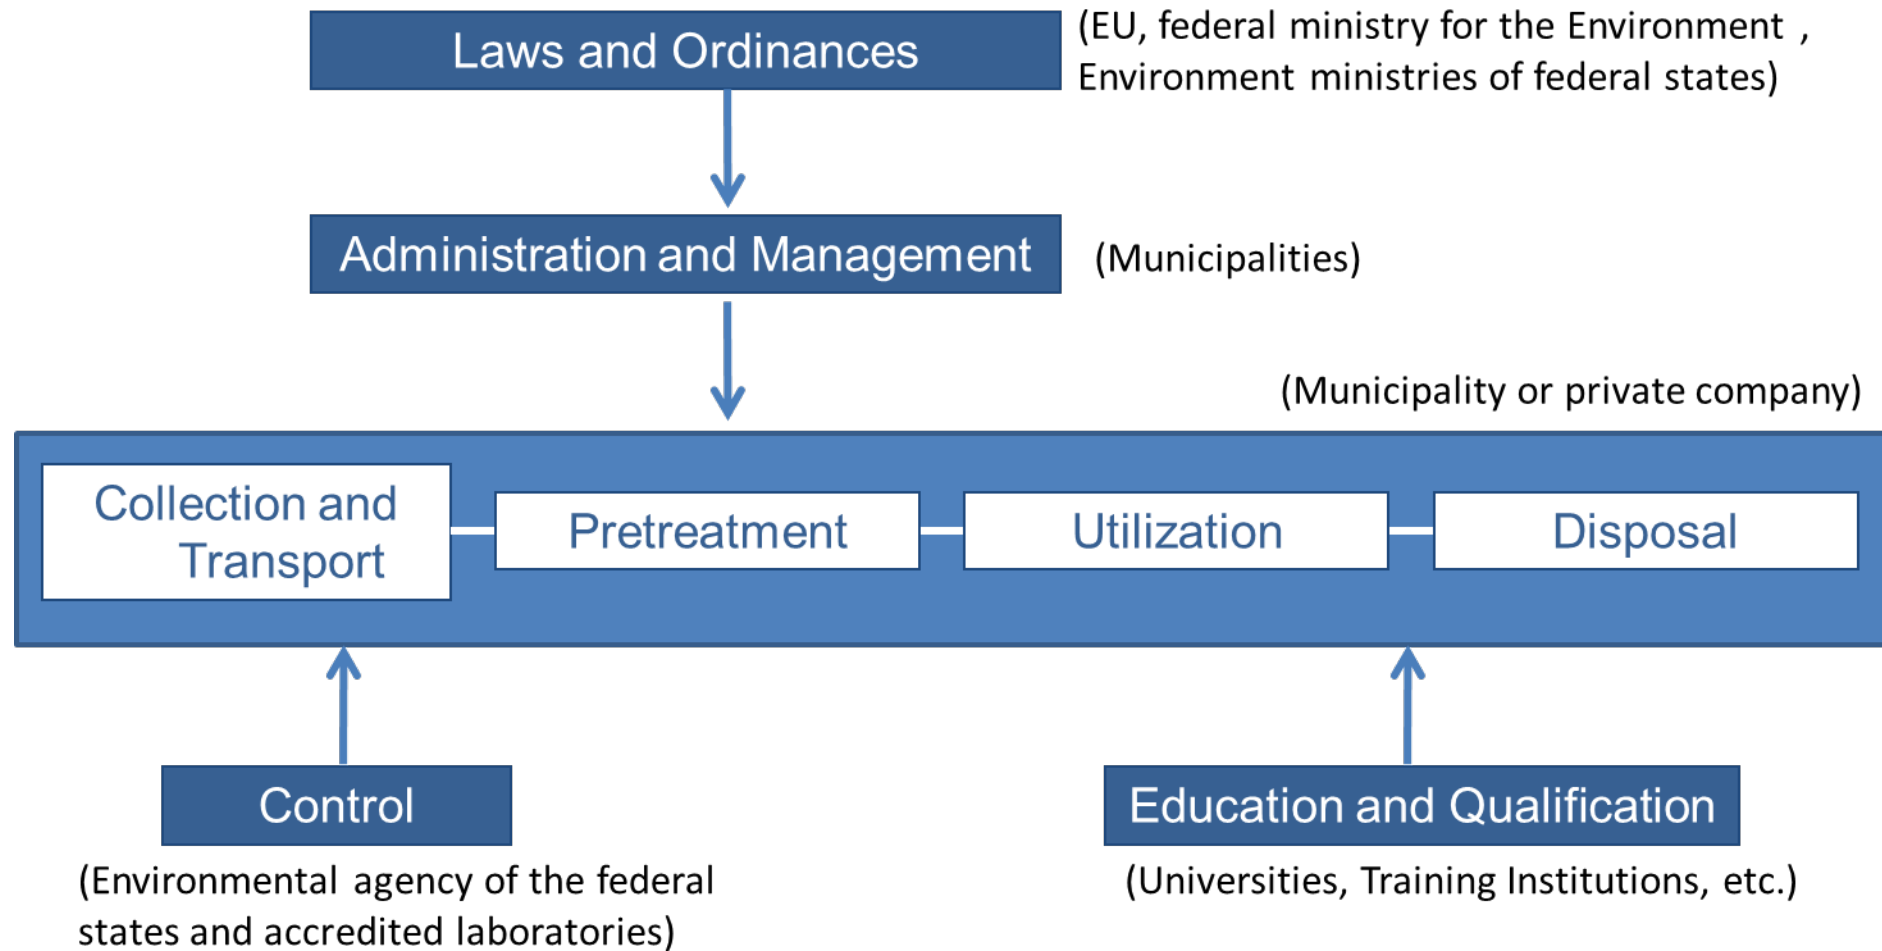 Laws and Ordinances
(EU, federal ministry for the Environment ,
Environment ministries of federal states)
Administration and Management
(Municipalities)
(Municipality or private company)
Collection and
Transport
Pretreatment
Utilization
Disposal
Control
(Environmental agency of the federal
states and accredited laboratories)
Education and Qualification
(Universities, Training Institutions, etc.)